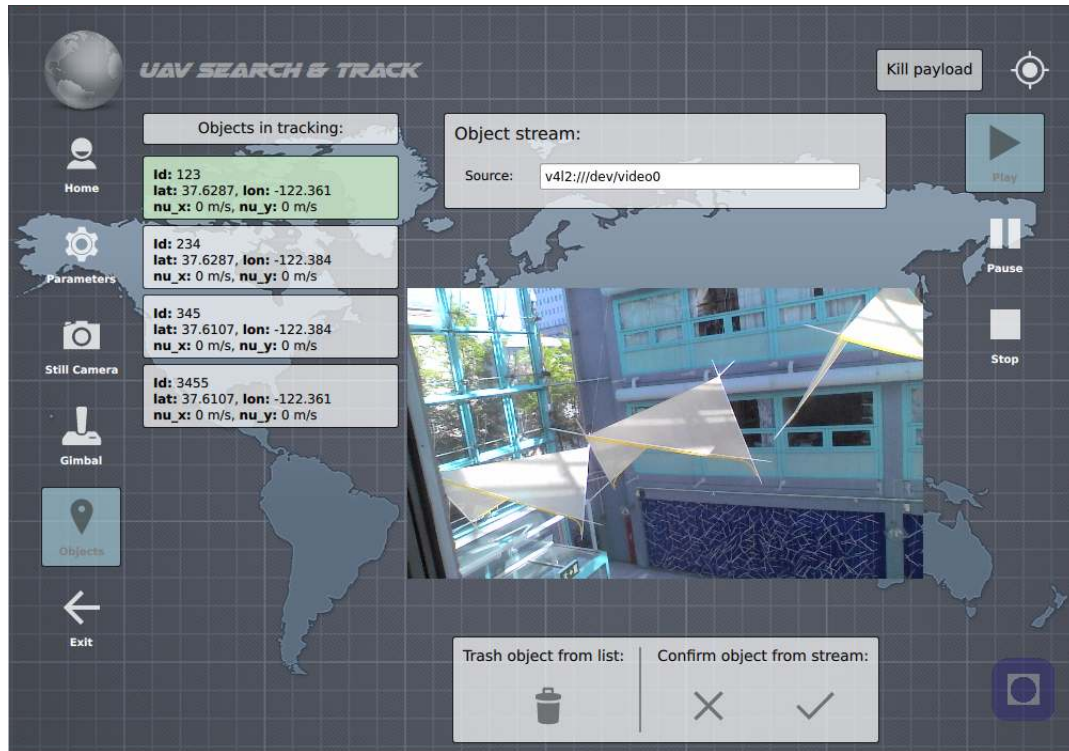 UAV SEARCH & TRACK
Kill payload
Home
Parameters
Still Camera
Gimbal
Objects
Exit
Objects in tracking:
Id: 123
lat: 37.6287, lon: -122.361
nu_x: 0 m/s, nu_y: 0 m/s
Id: 234
lat: 37.6287, lon: -122.384
nu_x: 0 m/s, nu_y: 0 m/s
Id: 345
lat: 37.6107, lon: -122.384
nu_x: 0 m/s, nu_y: 0 m/s
Id: 3455
lat: 37.6107, lon: -122.361
nu_x: 0 m/s, nu_y: 0 m/s
Object stream:
Source: v4l2:///dev/video0
Play
Pause
Stop
Trash object from list:
Confirm object from stream: